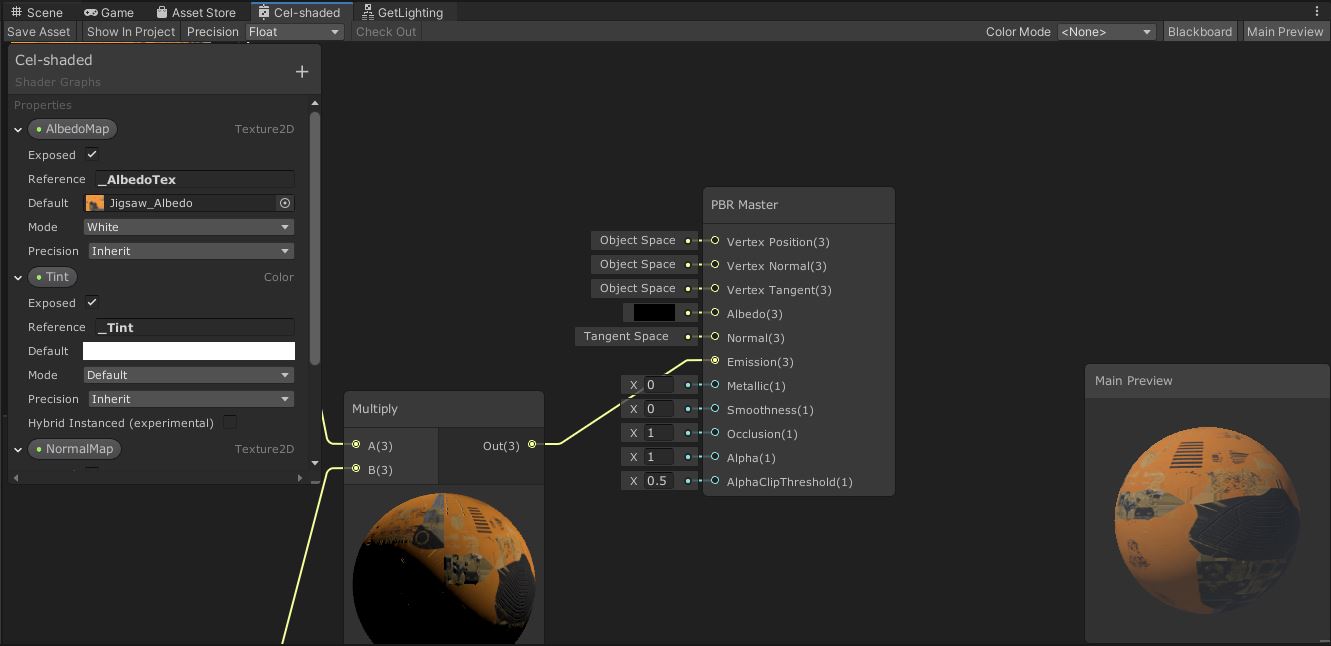 Scene Game Asset Store Cel-shaded GetLighting
Save Asset Show In Project Precision Float Check Out Color Mode <None> Blackboard Main Preview
Cel-shaded
Shader Graphs
Properties
AlbedoMap Texture2D
Exposed
Reference _AlbedoTex
Default Jigsaw_Albedo
Mode White
Precision Inherit
Tint Color
Exposed
Reference _Tint
Default
Mode Default
Precision Inherit
Hybrid Instanced (experimental)
NormalMap Texture2D
Multiply
A(3) Out(3)
B(3)
PBR Master
Object Space Vertex Position(3)
Object Space Vertex Normal(3)
Object Space Vertex Tangent(3)
Albedo(3)
Tangent Space Normal(3)
Emission(3)
X 0 Metallic(1)
X 0 Smoothness(1)
X 1 Occlusion(1)
X 1 Alpha(1)
X 0.5 AlphaClipThreshold(1)
Main Preview